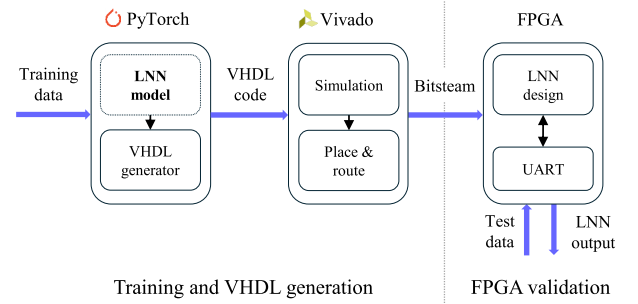 PyTorch
Vivado
FPGA
Training
data
LNN
model
VHDL
generator
VHDL
code
Simulation
Place &
route
Bitsteam
LNN
design
UART
Test
data
LNN
output
Training and VHDL generation
FPGA validation